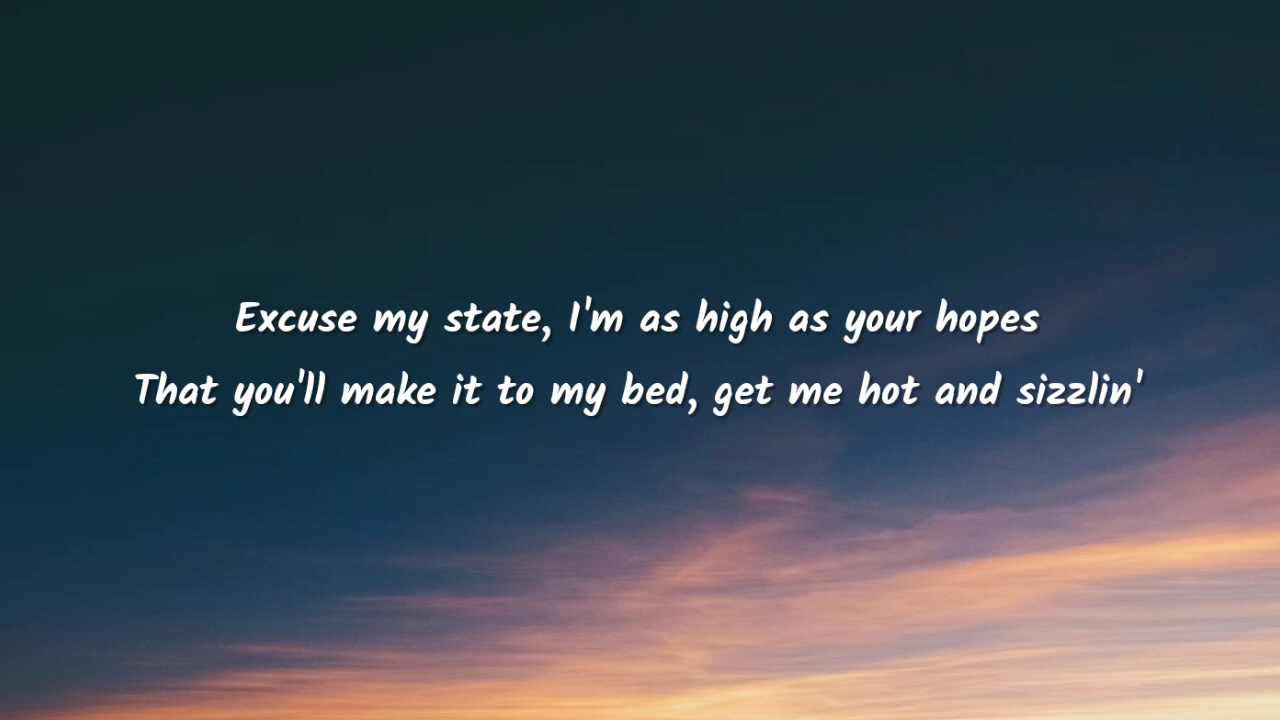 Excuse my state, I'm as high as your hopes
That you'll make it to my bed, get me hot and sizzlin'